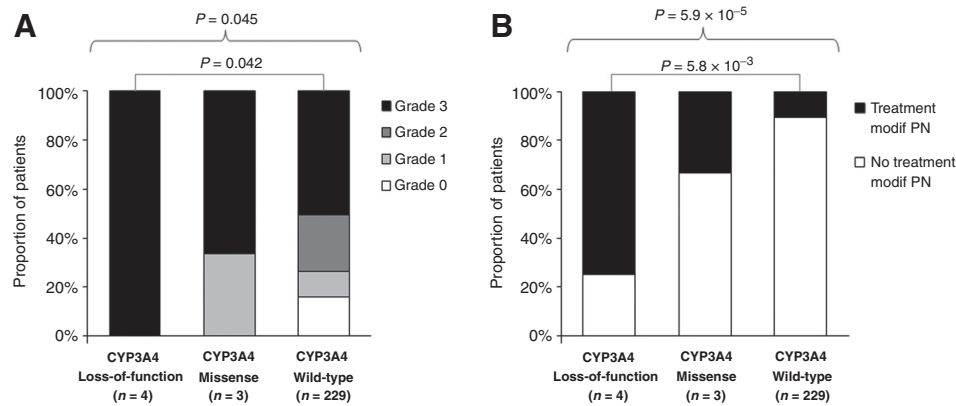 A
P = 0.045
P = 0.042
100%
80%
60%
40%
20%
0%
Proportion of patients
Grade 3
Grade 2
Grade 1
Grade 0
CYP3A4
Loss-of-function
(n = 4)
CYP3A4
Missense
(n = 3)
CYP3A4
Wild-type
(n = 229)
B
P = 5.9 × 10⁻⁵
P = 5.8 × 10⁻³
100%
80%
60%
40%
20%
0%
Proportion of patients
Treatment
modif PN
No treatment
modif PN
CYP3A4
Loss-of-function
(n = 4)
CYP3A4
Missense
(n = 3)
CYP3A4
Wild-type
(n = 229)